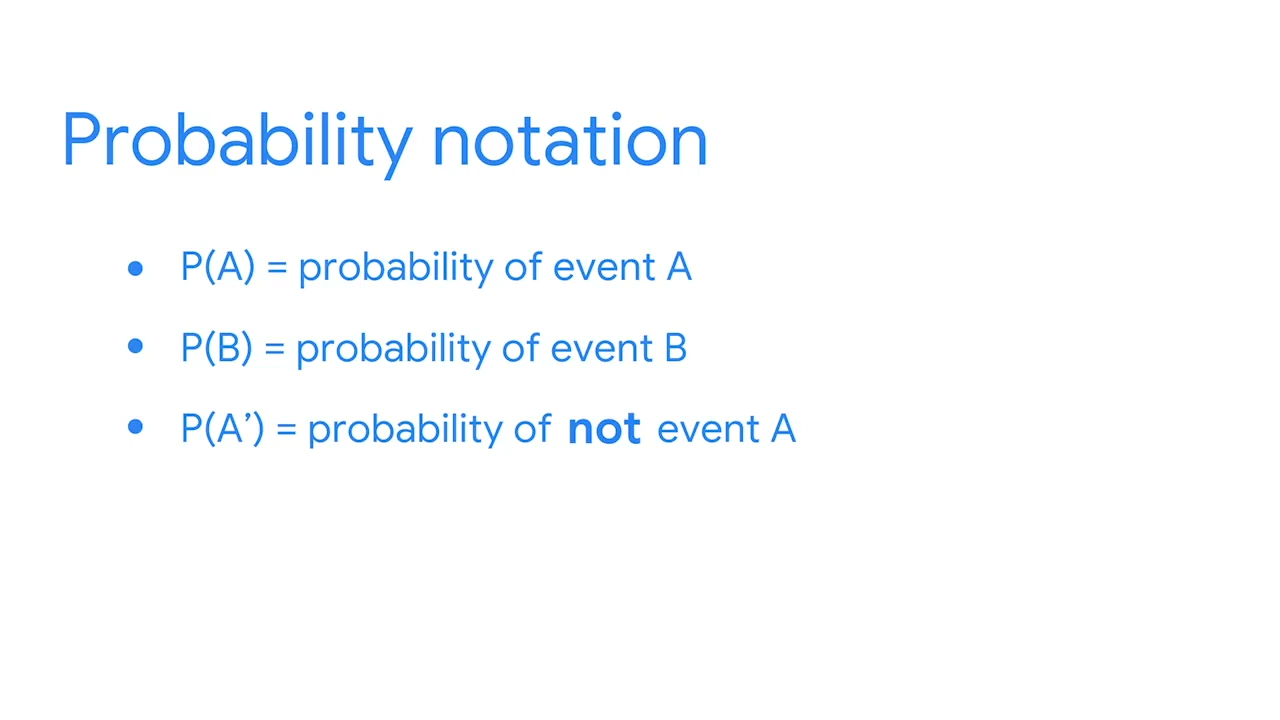 Probability notation
• P(A) = probability of event A
• P(B) = probability of event B
• P(A’) = probability of not event A